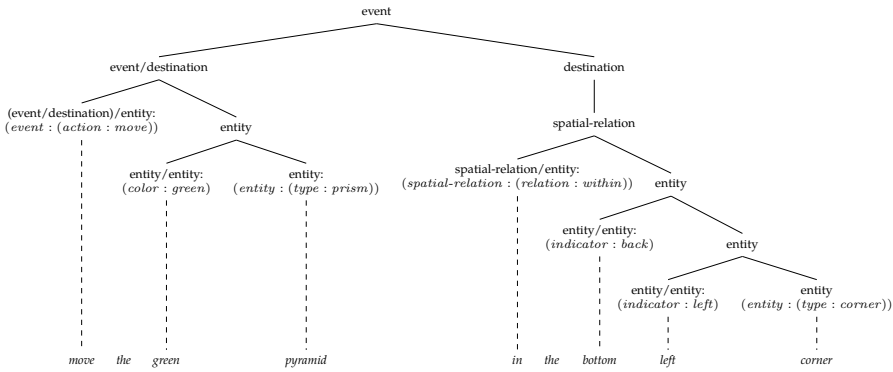 event
event/destination destination
(event/destination)/entity:
(event : (action : move))
entity
spatial-relation
entity/entity:
(color : green)
entity:
(entity : (type : prism))
spatial-relation/entity:
(spatial-relation : (relation : within))
entity
entity/entity:
(indicator : back)
entity
entity/entity:
(indicator : left)
entity
(entity : (type : corner))
move the green pyramid in the bottom left corner